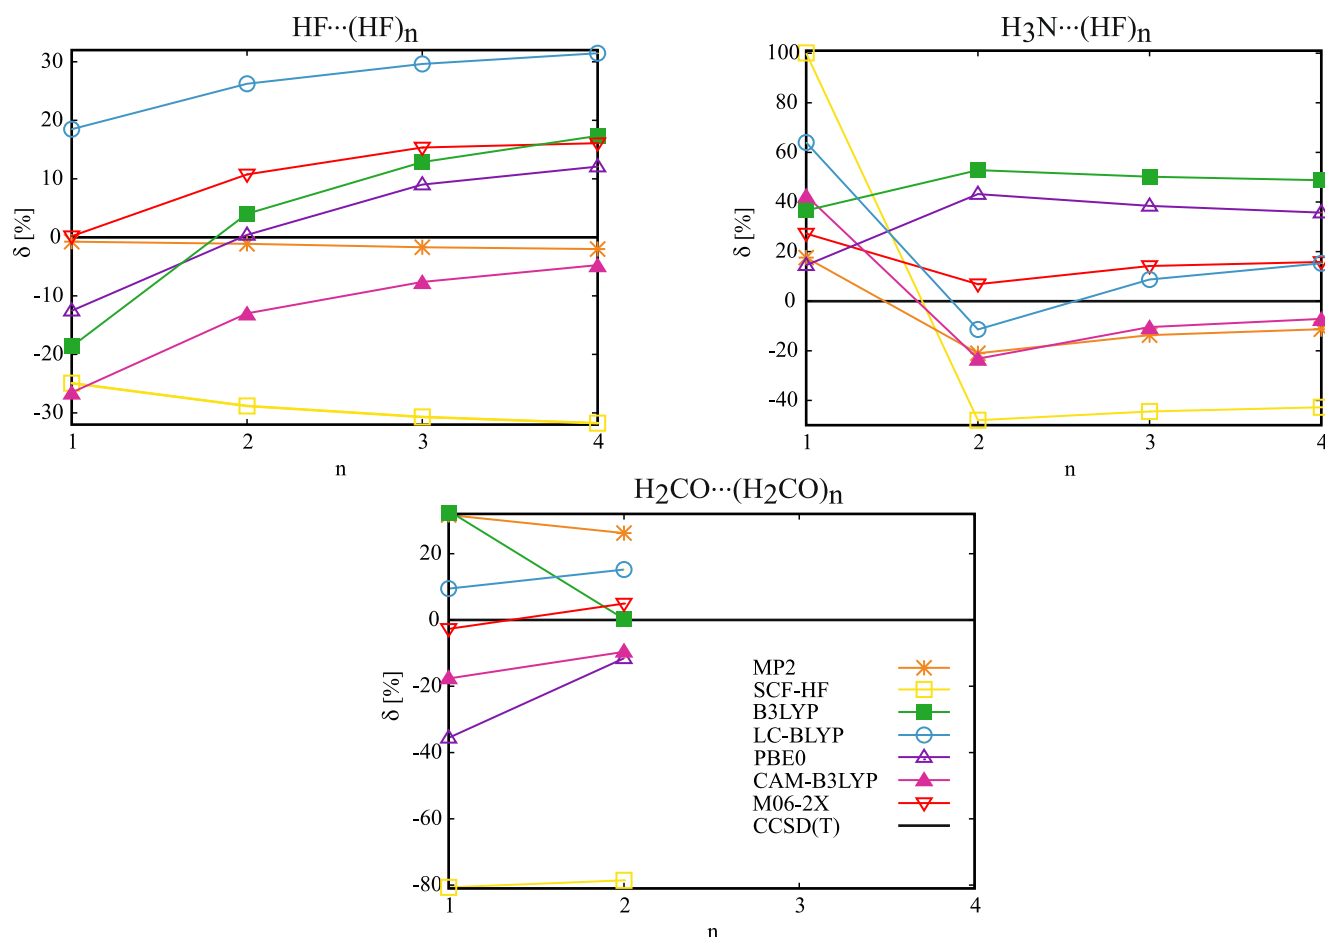 HF···(HF)n
δ [%]
30
20
10
0
-10
-20
-30
1 2 3 4
n
H3N···(HF)n
δ [%]
100
80
60
40
20
0
-20
-40
1 2 3 4
n
H2CO···(H2CO)n
δ [%]
20
0
-20
-40
-60
-80
1 2 3 4
n
MP2
SCF-HF
B3LYP
LC-BLYP
PBE0
CAM-B3LYP
M06-2X
CCSD(T)